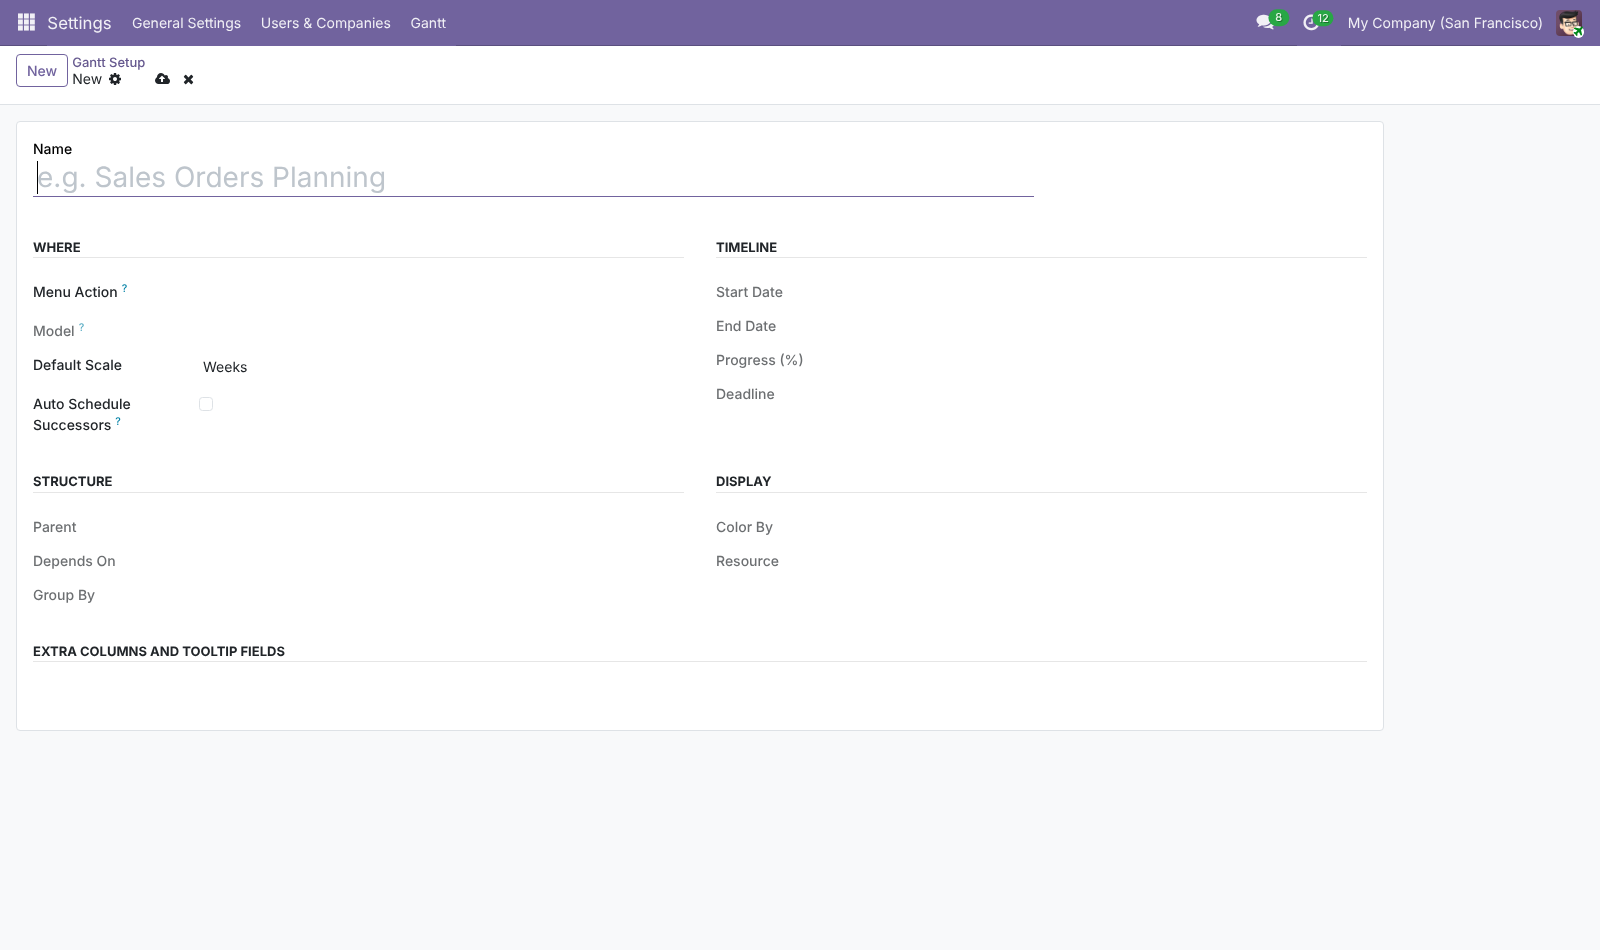 Settings General Settings Users & Companies Gantt 8 12 My Company (San Francisco)
New Gantt Setup
New
Name
e.g. Sales Orders Planning
WHERE
Menu Action ?
Model ?
Default Scale Weeks
Auto Schedule
Successors ?
TIMELINE
Start Date
End Date
Progress (%)
Deadline
STRUCTURE
Parent
Depends On
Group By
DISPLAY
Color By
Resource
EXTRA COLUMNS AND TOOLTIP FIELDS